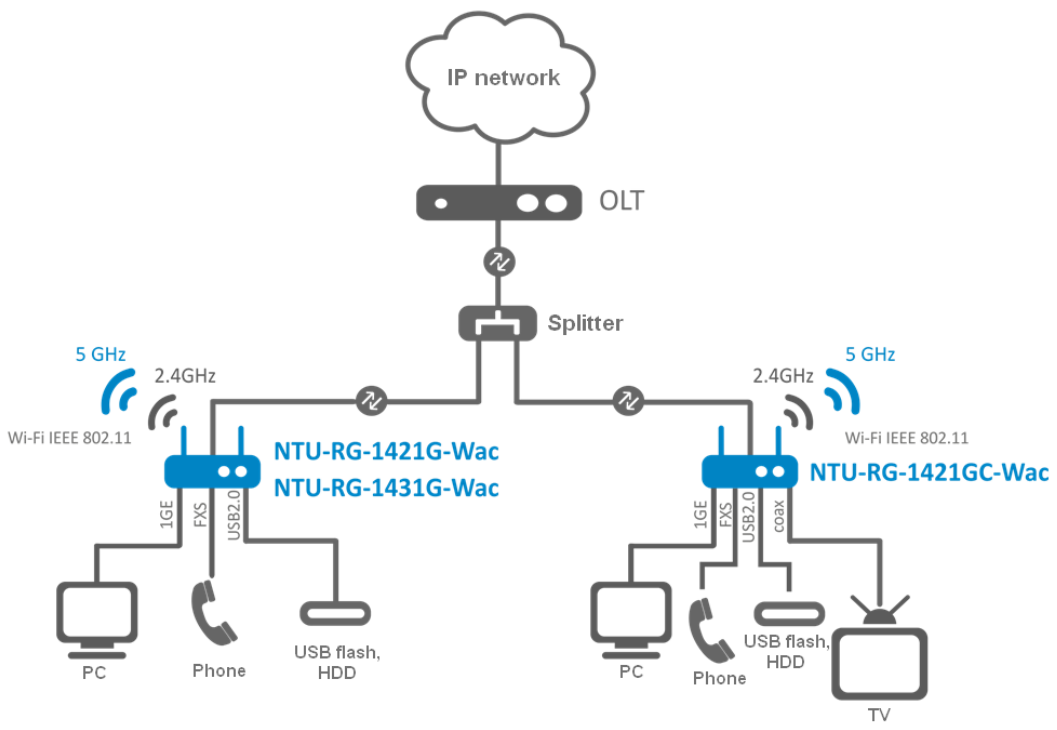 IP network
OLT
Splitter
5 GHz
2.4GHz
Wi-Fi IEEE 802.11
NTU-RG-1421G-Wac
NTU-RG-1431G-Wac
1GE
FXS
USB2.0
PC
Phone
USB flash,
HDD
5 GHz
2.4GHz
Wi-Fi IEEE 802.11
NTU-RG-1421GC-Wac
1GE
FXS
USB2.0
coax
PC
Phone
USB flash,
HDD
TV